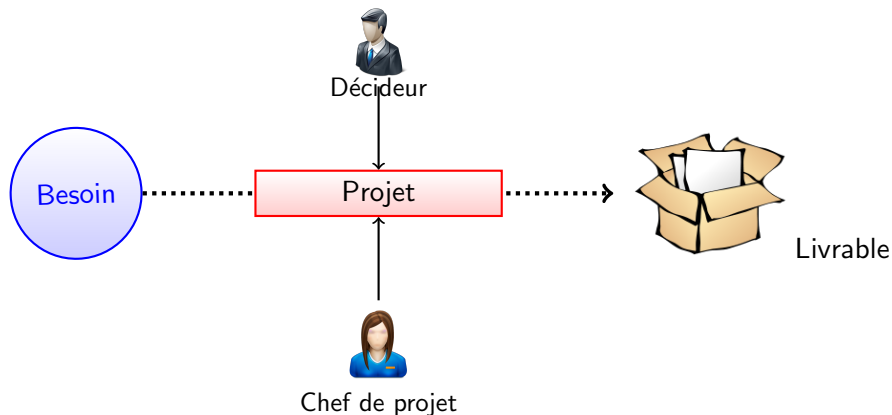 Décideur
Besoin
Projet
Livrable
Chef de projet